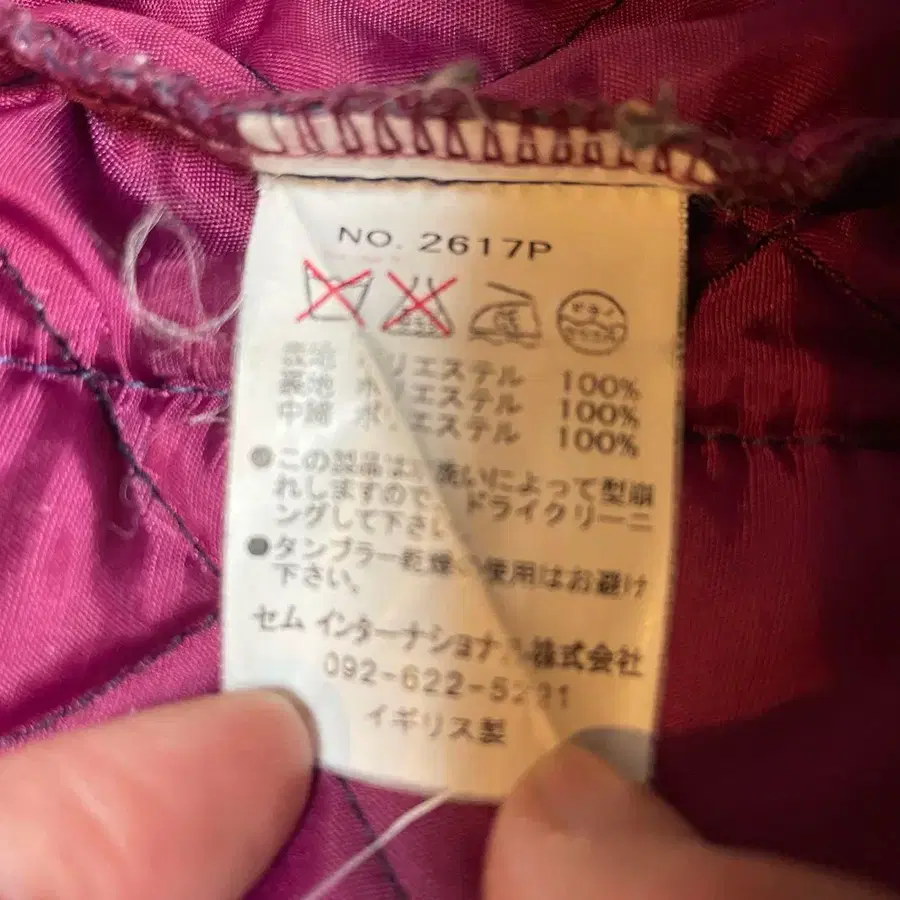 NO. 2617P
表地 ポリエステル 100%
裏地 ポリエステル 100%
中綿 ポリエステル 100%
●この製品は 洗いによって型崩
れしますので、ドライクリーニ
ングして下さい。
●タンブラー乾燥 使用はお避け
下さい。
セム インターナショナル株式会社
092-622-
イギリス製